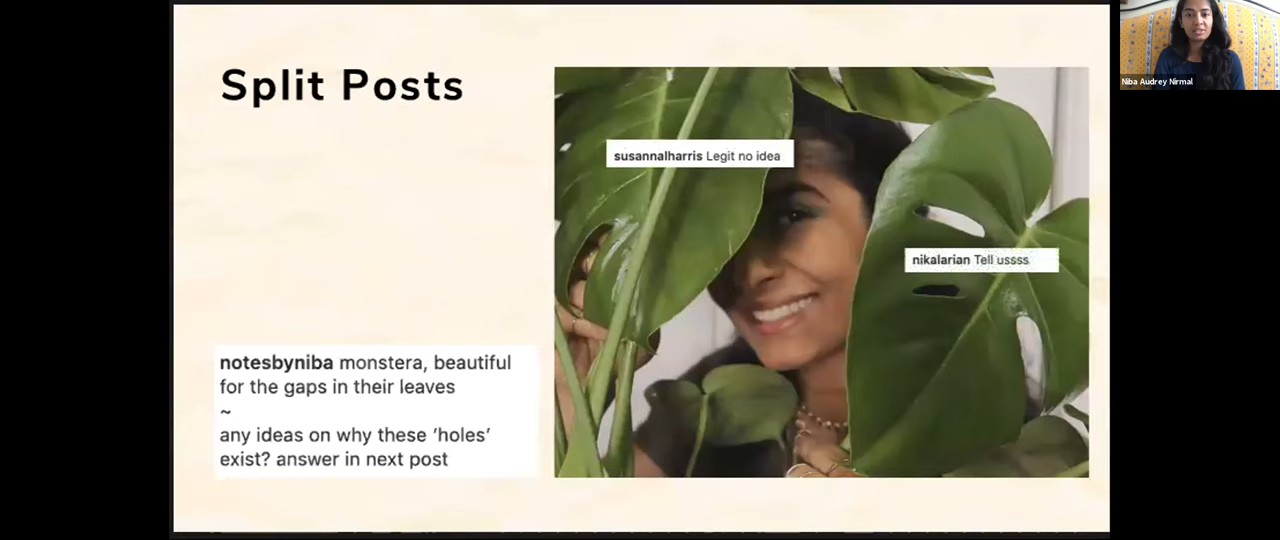 Split Posts
susannalharris Legit no idea
nikalarian Tell ussss
notesbyniba monstera, beautiful
for the gaps in their leaves
~
any ideas on why these ‘holes’
exist? answer in next post
Niba Audrey Nirmal